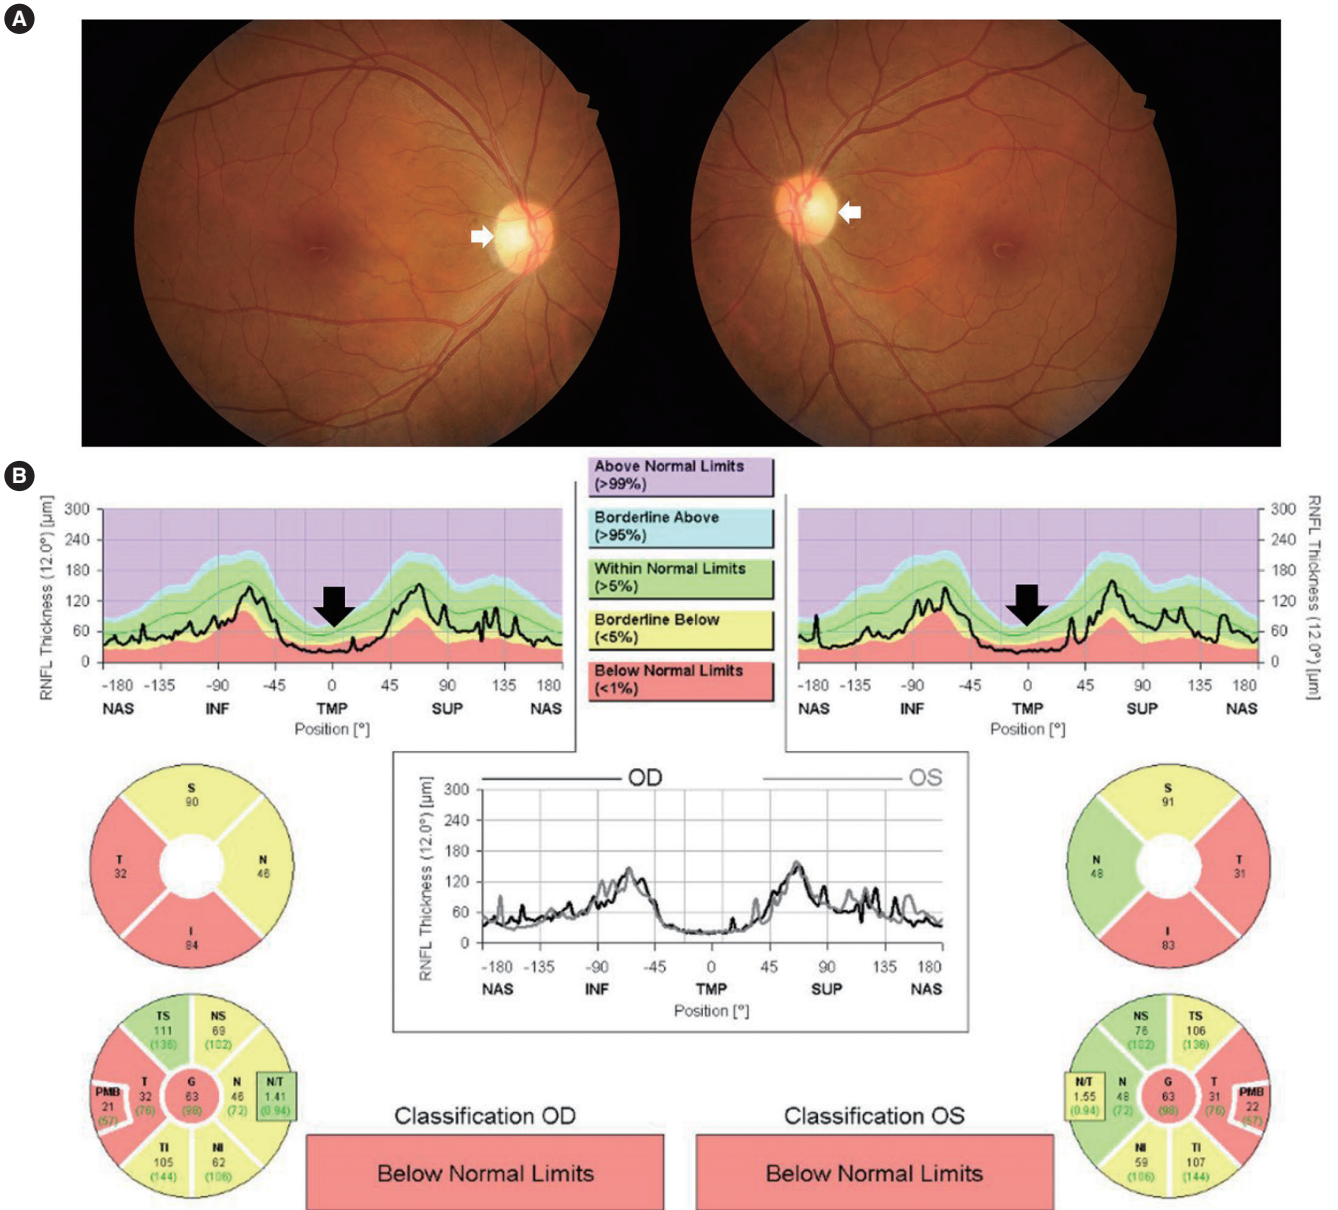 A
B
Above Normal Limits
(>99%)
Borderline Above
(>95%)
Within Normal Limits
(>5%)
Borderline Below
(<5%)
Below Normal Limits
(<1%)
RNFL Thickness (12.0°) [µm]
300
240
180
120
60
0
-180 -135 -90 -45 0 45 90 135 180
NAS INF TMP SUP NAS
Position [°]
300
240
180
120
60
0
RNFL Thickness (12.0°) [µm]
-180 -135 -90 -45 0 45 90 135 180
NAS INF TMP SUP NAS
Position [°]
OD OS
RNFL Thickness (12.0°) [µm]
300
240
180
120
60
0
-180 -135 -90 -45 0 45 90 135 180
NAS INF TMP SUP NAS
Position [°]
S
90
T
32
N
46
I
84
S
91
N
48
T
31
I
83
TS
111
(136)
NS
69
(102)
PMB
21
(57)
T
32
(76)
G
63
(98)
N
46
(72)
N/T
1.41
(0.94)
TI
105
(144)
NI
62
(106)
Classification OD
Below Normal Limits
Classification OS
Below Normal Limits
NS
76
(102)
TS
106
(136)
N/T
1.55
(0.94)
N
48
(72)
G
63
(98)
T
31
(76)
PMB
22
(57)
NI
59
(106)
TI
107
(144)